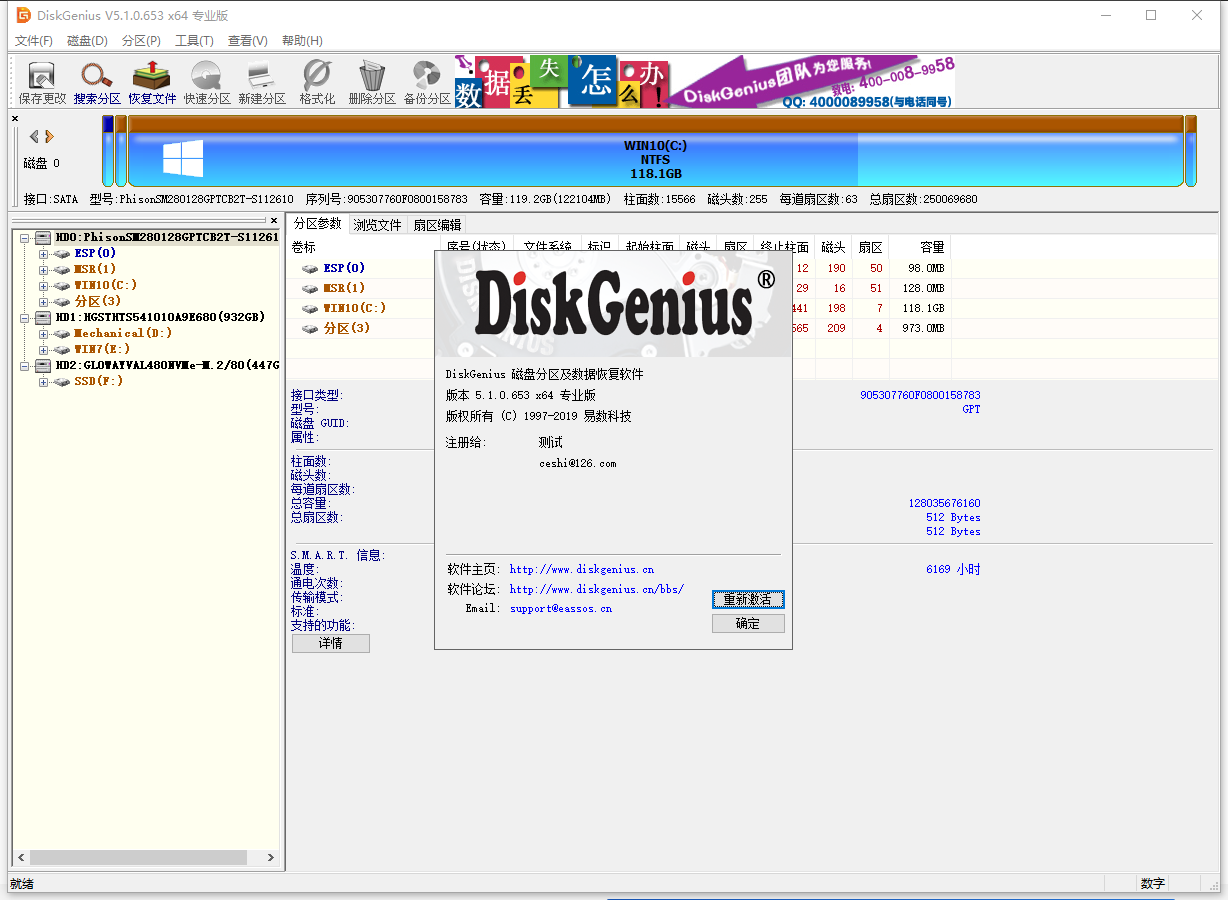 DiskGenius V5.1.0.653 x64 专业版
文件(F) 磁盘(D) 分区(P) 工具(T) 查看(V) 帮助(H)
保存更改 搜索分区 恢复文件 快速分区 新建分区 格式化 删除分区 备份分区
数据丢失怎么办!
DiskGenius团队为您服务!
致电: 400-008-9958
QQ: 4000089958(与电话同号)
磁盘 0
WIN10(C:)
NTFS
118.1GB
接口:SATA 型号:PhisonSM280128GPTCB2T-S112610 序列号:905307760F0800158783 容量:119.2GB(122104MB) 柱面数:15566 磁头数:255 每道扇区数:63 总扇区数:250069680
HD0:PhisonSM280128GPTCB2T-S11261
ESP(0)
MSR(1)
WIN10(C:)
分区(3)
HD1:HGSTHTS541010A9E680(932GB)
Mechanical(D:)
WIN7(E:)
HD2:GLOWAYVAL480NVMe-M.2/80(447G
SSD(F:)
分区参数 浏览文件 扇区编辑
卷标 序号(状态) 文件系统 标识 起始柱面 磁头 扇区 终止柱面 磁头 扇区 容量
ESP(0) 12 190 50 98.0MB
MSR(1) 29 16 51 128.0MB
WIN10(C:) 441 198 7 118.1GB
分区(3) 565 209 4 973.0MB
接口类型: 905307760F0800158783
型号: GPT
磁盘 GUID:
属性:
柱面数:
磁头数:
每道扇区数:
总容量: 128035676160
总扇区数: 512 Bytes
512 Bytes
S.M.A.R.T. 信息:
温度: 6169 小时
通电次数:
传输模式:
标准:
支持的功能:
详情
DiskGenius®
DiskGenius 磁盘分区及数据恢复软件
版本 5.1.0.653 x64 专业版
版权所有 (C) 1997-2019 易数科技
注册给: 测试
ceshi@126.com
软件主页: http://www.diskgenius.cn
软件论坛: http://www.diskgenius.cn/bbs/
Email: support@eassos.cn
重新激活
确定
就绪 数字